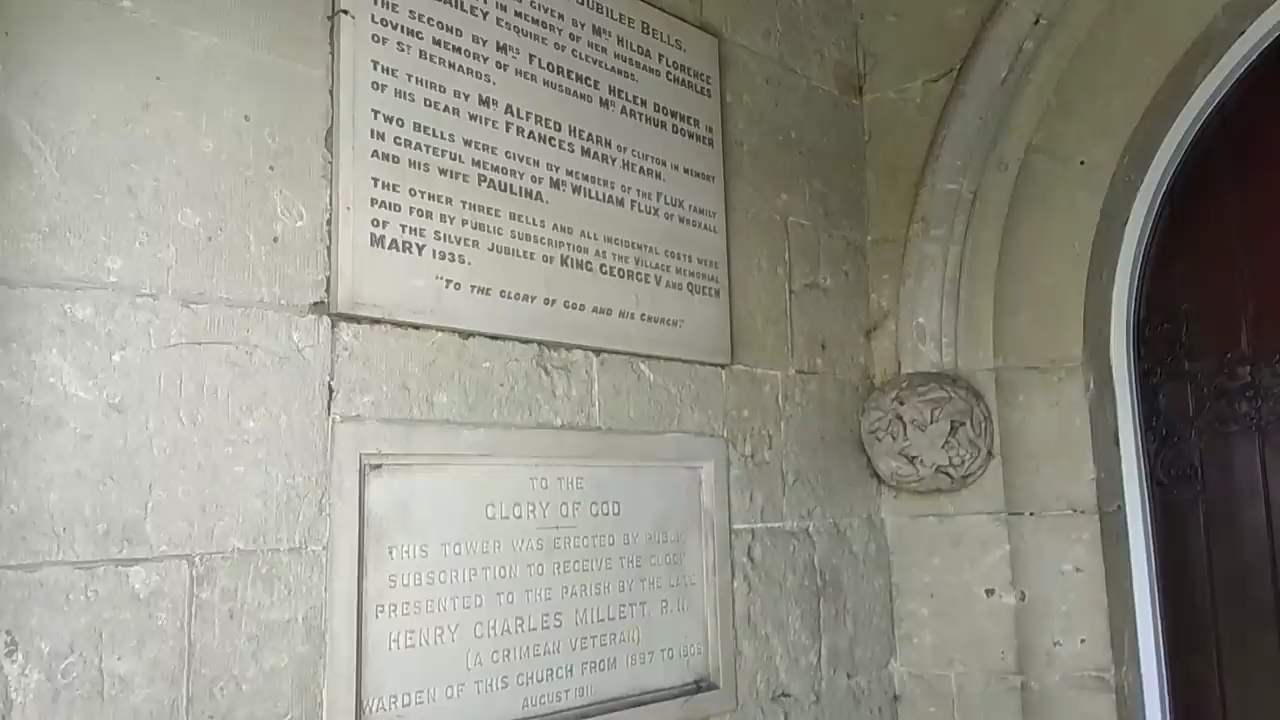 JUBILEE BELLS.
GIVEN BY MRS HILDA FLORENCE
BAILEY ESQUIRE OF CLEVELANDS.
IN MEMORY OF HER HUSBAND CHARLES
THE SECOND BY MRS FLORENCE HELEN DOWNER IN
LOVING MEMORY OF HER HUSBAND MR ARTHUR DOWNER
OF ST BERNARDS.
THE THIRD BY MR ALFRED HEARN OF CLIFTON IN MEMORY
OF HIS DEAR WIFE FRANCES MARY HEARN.
TWO BELLS WERE GIVEN BY MEMBERS OF THE FLUX FAMILY
IN GRATEFUL MEMORY OF MR WILLIAM FLUX OF WROXALL
AND HIS WIFE PAULINA.
THE OTHER THREE BELLS AND ALL INCIDENTAL COSTS WERE
PAID FOR BY PUBLIC SUBSCRIPTION AS THE VILLAGE MEMORIAL
OF THE SILVER JUBILEE OF KING GEORGE V AND QUEEN
MARY 1935.
"TO THE GLORY OF GOD AND HIS CHURCH."
TO THE
GLORY OF GOD
THIS TOWER WAS ERECTED BY PUBLIC
SUBSCRIPTION TO RECEIVE THE CLOCK
PRESENTED TO THE PARISH BY THE LATE
HENRY CHARLES MILLETT, R.N.
(A CRIMEAN VETERAN)
WARDEN OF THIS CHURCH FROM 1897 TO 1908
AUGUST 1911